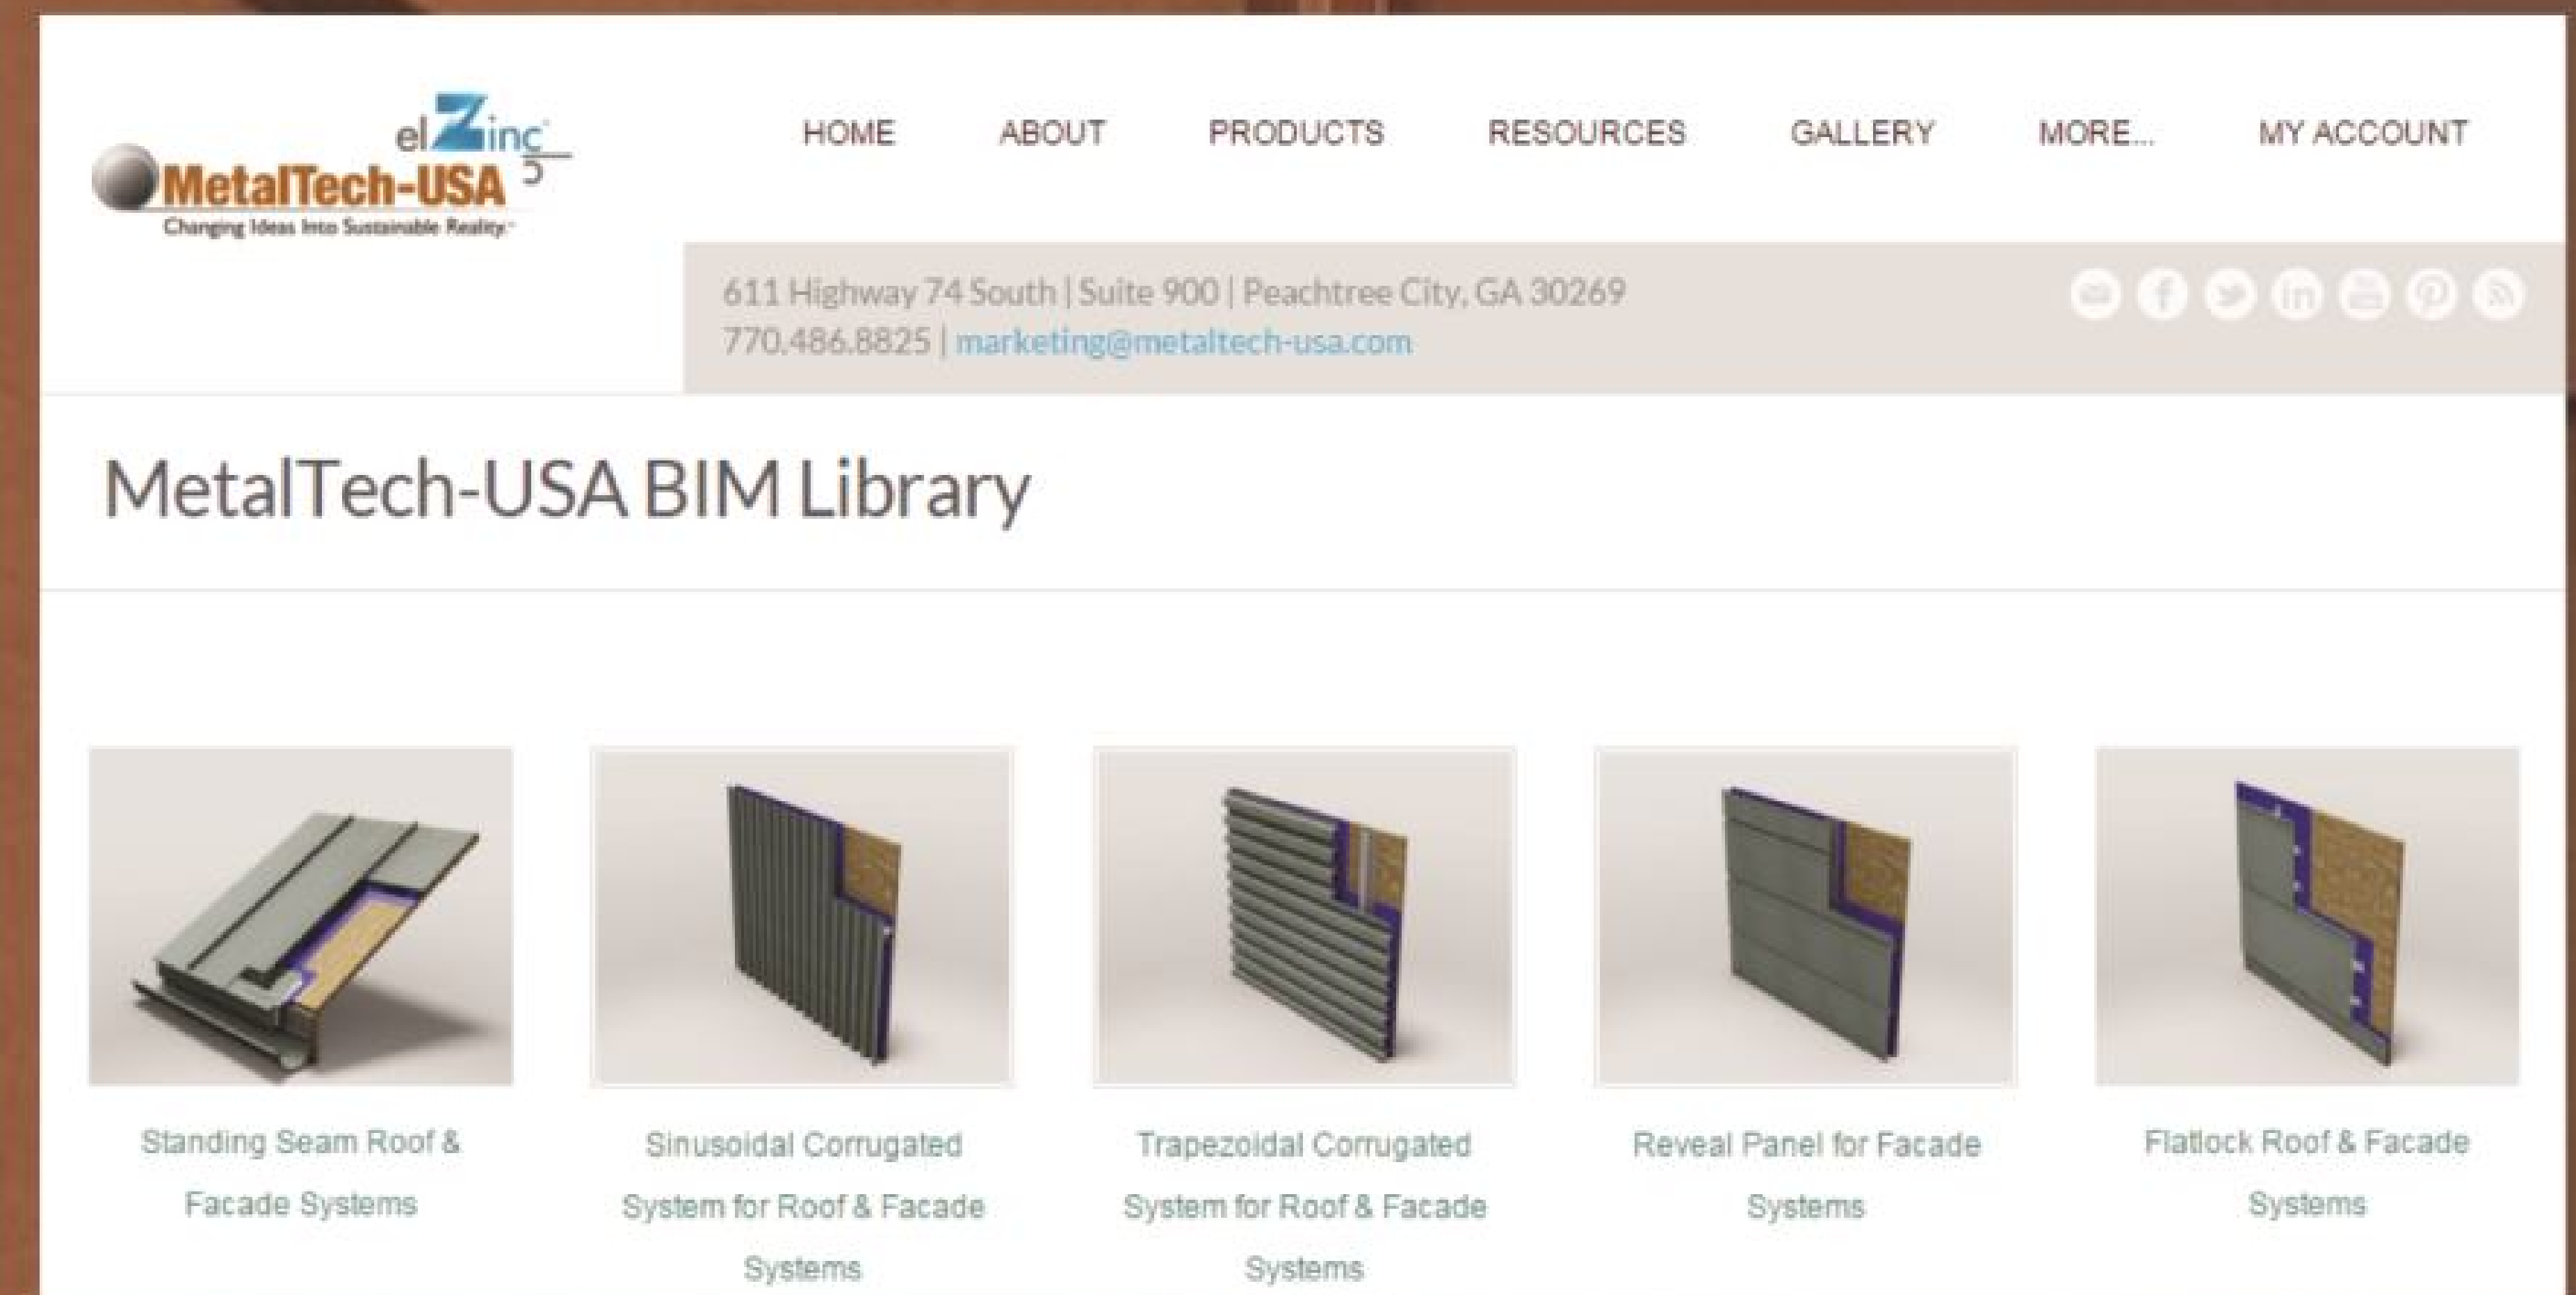 elZinc
MetalTech-USA
Changing Ideas Into Sustainable Reality.
HOME ABOUT PRODUCTS RESOURCES GALLERY MORE... MY ACCOUNT
611 Highway 74 South | Suite 900 | Peachtree City, GA 30269
770.486.8825 | marketing@metaltech-usa.com
MetalTech-USA BIM Library
Standing Seam Roof &
Facade Systems
Sinusoidal Corrugated
System for Roof & Facade
Systems
Trapezoidal Corrugated
System for Roof & Facade
Systems
Reveal Panel for Facade
Systems
Flatlock Roof & Facade
Systems